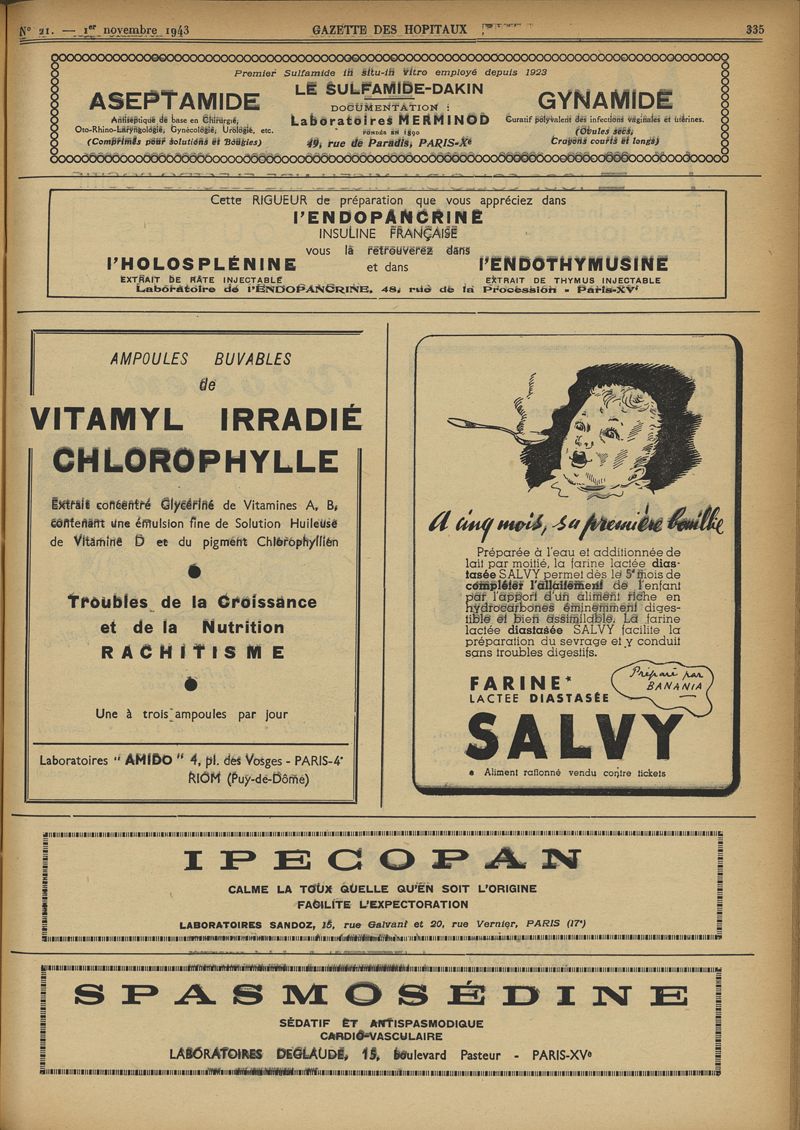 N° 21. — 1er novembre 1943
GAZETTE DES HOPITAUX
335
Premier Sulfamide in situ-in vitro employé depuis 1923
ASEPTAMIDE
Antiseptique de base en Chirurgie,
Oto-Rhino-Laryngologie, Gynécologie, Urologie, etc.
(Comprimés pour solutions et Bougies)
LE SULFAMIDE-DAKIN
DOCUMENTATION :
Laboratoires MERMINOD
FONDÉS EN 1890
49, rue de Paradis, PARIS-Xe
GYNAMIDE
Curatif polyvalent des infections vaginales et utérines.
(Ovules secs,
Crayons courts et longs)
Cette RIGUEUR de préparation que vous appréciez dans
l'ENDOPANCRINE
INSULINE FRANÇAISE
vous la retrouverez dans
l'HOLOSPLÉNINE et dans l'ENDOTHYMUSINE
EXTRAIT DE RATE INJECTABLE EXTRAIT DE THYMUS INJECTABLE
Laboratoire de l'ENDOPANCRINE, 48, rue de la Procession - Paris-XVe
AMPOULES BUVABLES
de
VITAMYL IRRADIÉ
CHLOROPHYLLE
Extrait concentré Glycériné de Vitamines A, B,
contenant une émulsion fine de Solution Huileuse
de Vitamine D et du pigment Chlorophyllien
Troubles de la Croissance
et de la Nutrition
RACHITISME
Une à trois ampoules par jour
Laboratoires " AMIDO " 4, pl. des Vosges - PARIS-4e
RIOM (Puy-de-Dôme)
A cinq mois, sa première bouillie
Préparée à l'eau et additionnée de
lait par moitié, la farine lactée dias-
tasée SALVY permet dès le 5e mois de
compléter l'allaitement de l'enfant
par l'apport d'un aliment riche en
hydrocarbones éminemment diges-
tible et bien assimilable. La farine
lactée diastasée SALVY facilite la
préparation du sevrage et y conduit
sans troubles digestifs.
FARINE*
LACTÉE DIASTASÉE
Préparé par
BANANIA
SALVY
* Aliment rationné vendu contre tickets
IPECOPAN
CALME LA TOUX QUELLE QU'EN SOIT L'ORIGINE
FACILITE L'EXPECTORATION
LABORATOIRES SANDOZ, 15, rue Galvani et 20, rue Vernier, PARIS (17e)
SPASMOSÉDINE
SÉDATIF ET ANTISPASMODIQUE
CARDIO-VASCULAIRE
LABORATOIRES DEGLAUDE, 15, boulevard Pasteur - PARIS-XVe